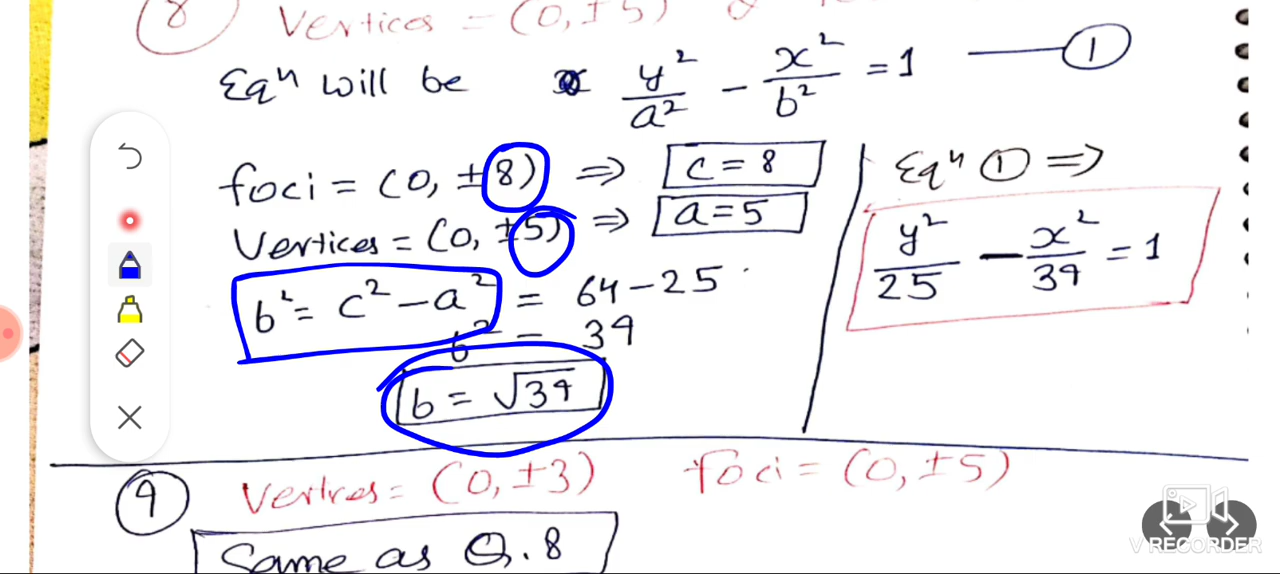 8 Vertices = (0, ±5) &
Eqⁿ will be y²/a² - x²/b² = 1 — ①
foci = (0, ±8) ⇒ c = 8
Vertices = (0, ±5) ⇒ a = 5
b² = c² - a² = 64 - 25
b² = 39
b = √39
Eqⁿ ① ⇒
y²/25 - x²/39 = 1
9 Vertices = (0, ±3) foci = (0, ±5)
Same as Q.8
V RECORDER